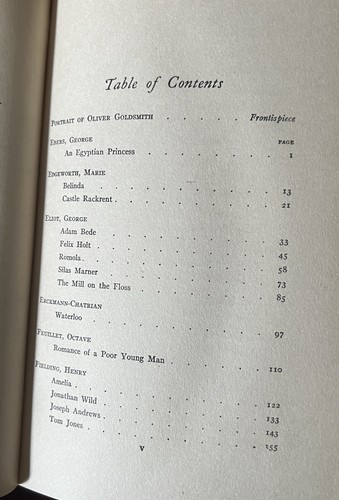 Table of Contents
PORTRAIT OF OLIVER GOLDSMITH . . . . . Frontispiece
PAGE
EBERS, GEORGE
An Egyptian Princess . . . . . . . 1
EDGEWORTH, MARIE
Belinda . . . . . . . . . 13
Castle Rackrent . . . . . . . . 21
ELIOT, GEORGE
Adam Bede . . . . . . . . 33
Felix Holt . . . . . . . . 45
Romola . . . . . . . . . 58
Silas Marner . . . . . . . . 73
The Mill on the Floss . . . . . . . 85
ERCKMANN-CHATRIAN
Waterloo . . . . . . . . . 97
FEUILLET, OCTAVE
Romance of a Poor Young Man . . . . . 110
FIELDING, HENRY
Amelia . . . . . . . . . 122
Jonathan Wild . . . . . . . . 133
Joseph Andrews . . . . . . . . 143
Tom Jones . . . . . . . . 155
V